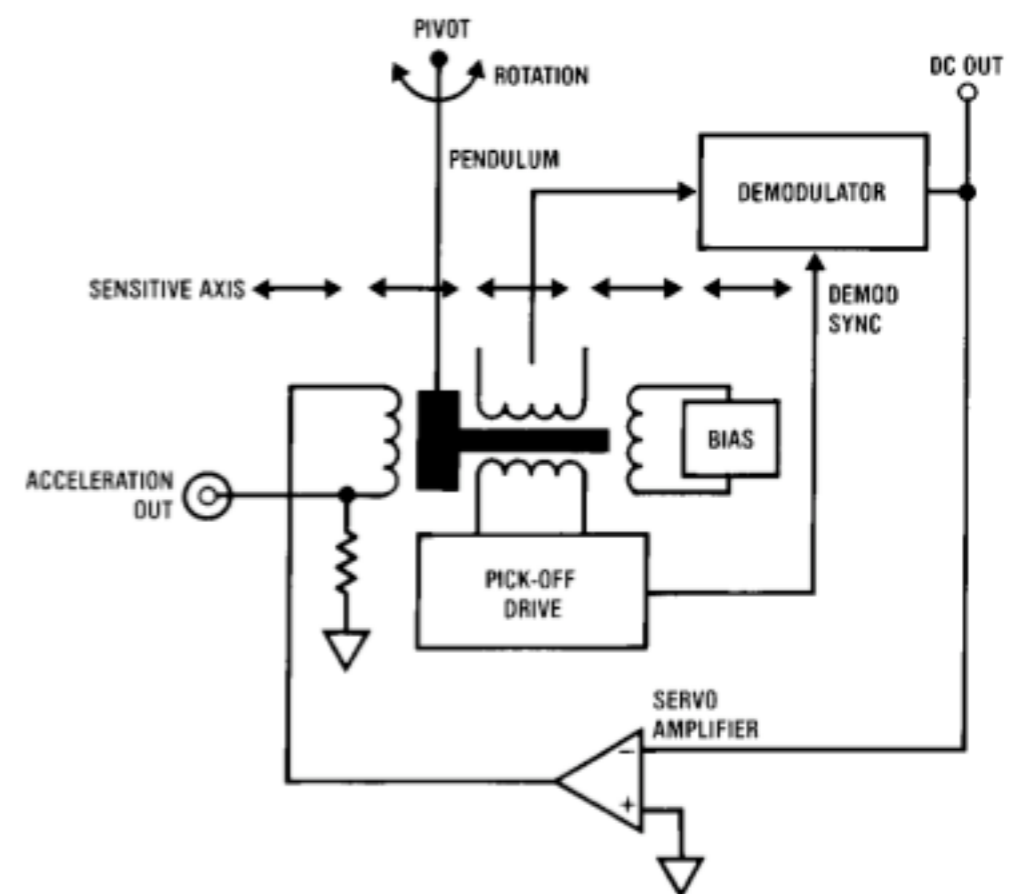 PIVOT
ROTATION
DC OUT
PENDULUM
DEMODULATOR
SENSITIVE AXIS
DEMOD
SYNC
BIAS
ACCELERATION
OUT
PICK-OFF
DRIVE
SERVO
AMPLIFIER
−
+